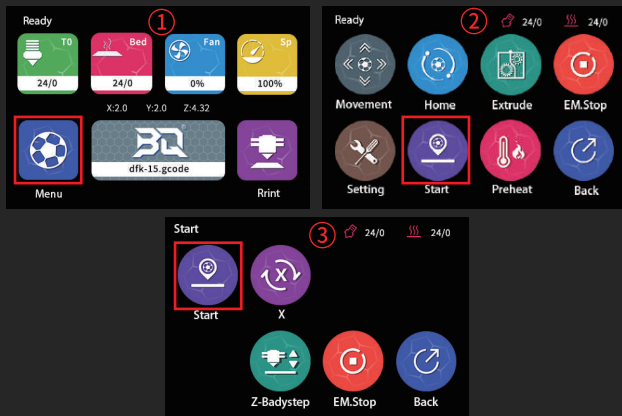 Ready
①
T0
Bed
Fan
Sp
24/0
24/0
0%
100%
X:2.0 Y:2.0 Z:4.32
BQ
dfk-15.gcode
Menu
Rrint
Ready
②
24/0
24/0
Movement
Home
Extrude
EM.Stop
Setting
Start
Preheat
Back
Start
③
24/0
24/0
Start
X
X
Z-Badystep
EM.Stop
Back